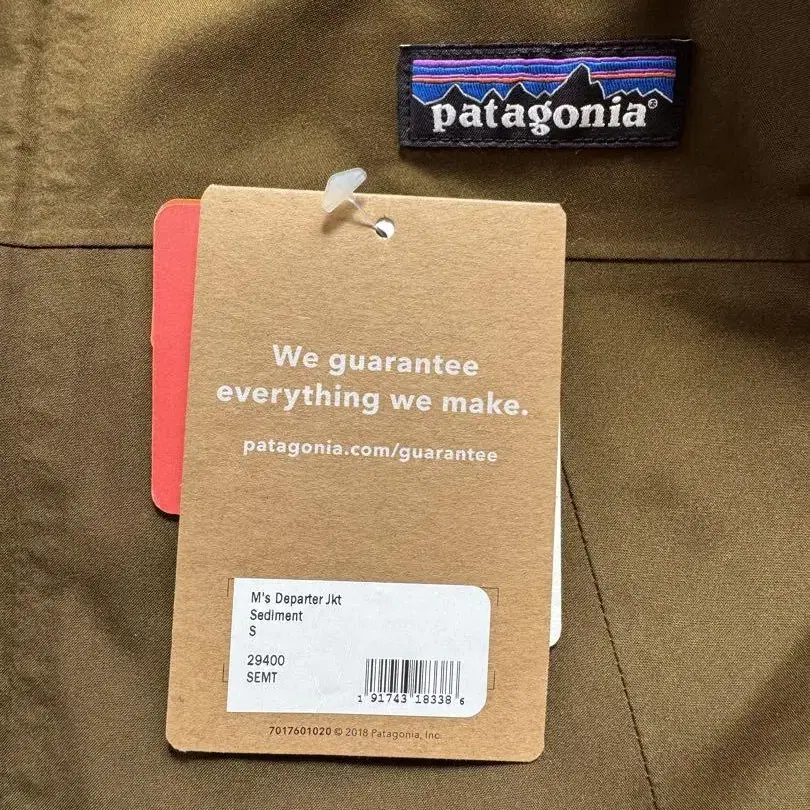 patagonia®
We guarantee
everything we make.
patagonia.com/guarantee
M's Departer Jkt
Sediment
S
29400
SEMT
1 91743 18338 6
7017601020 © 2018 Patagonia, Inc.